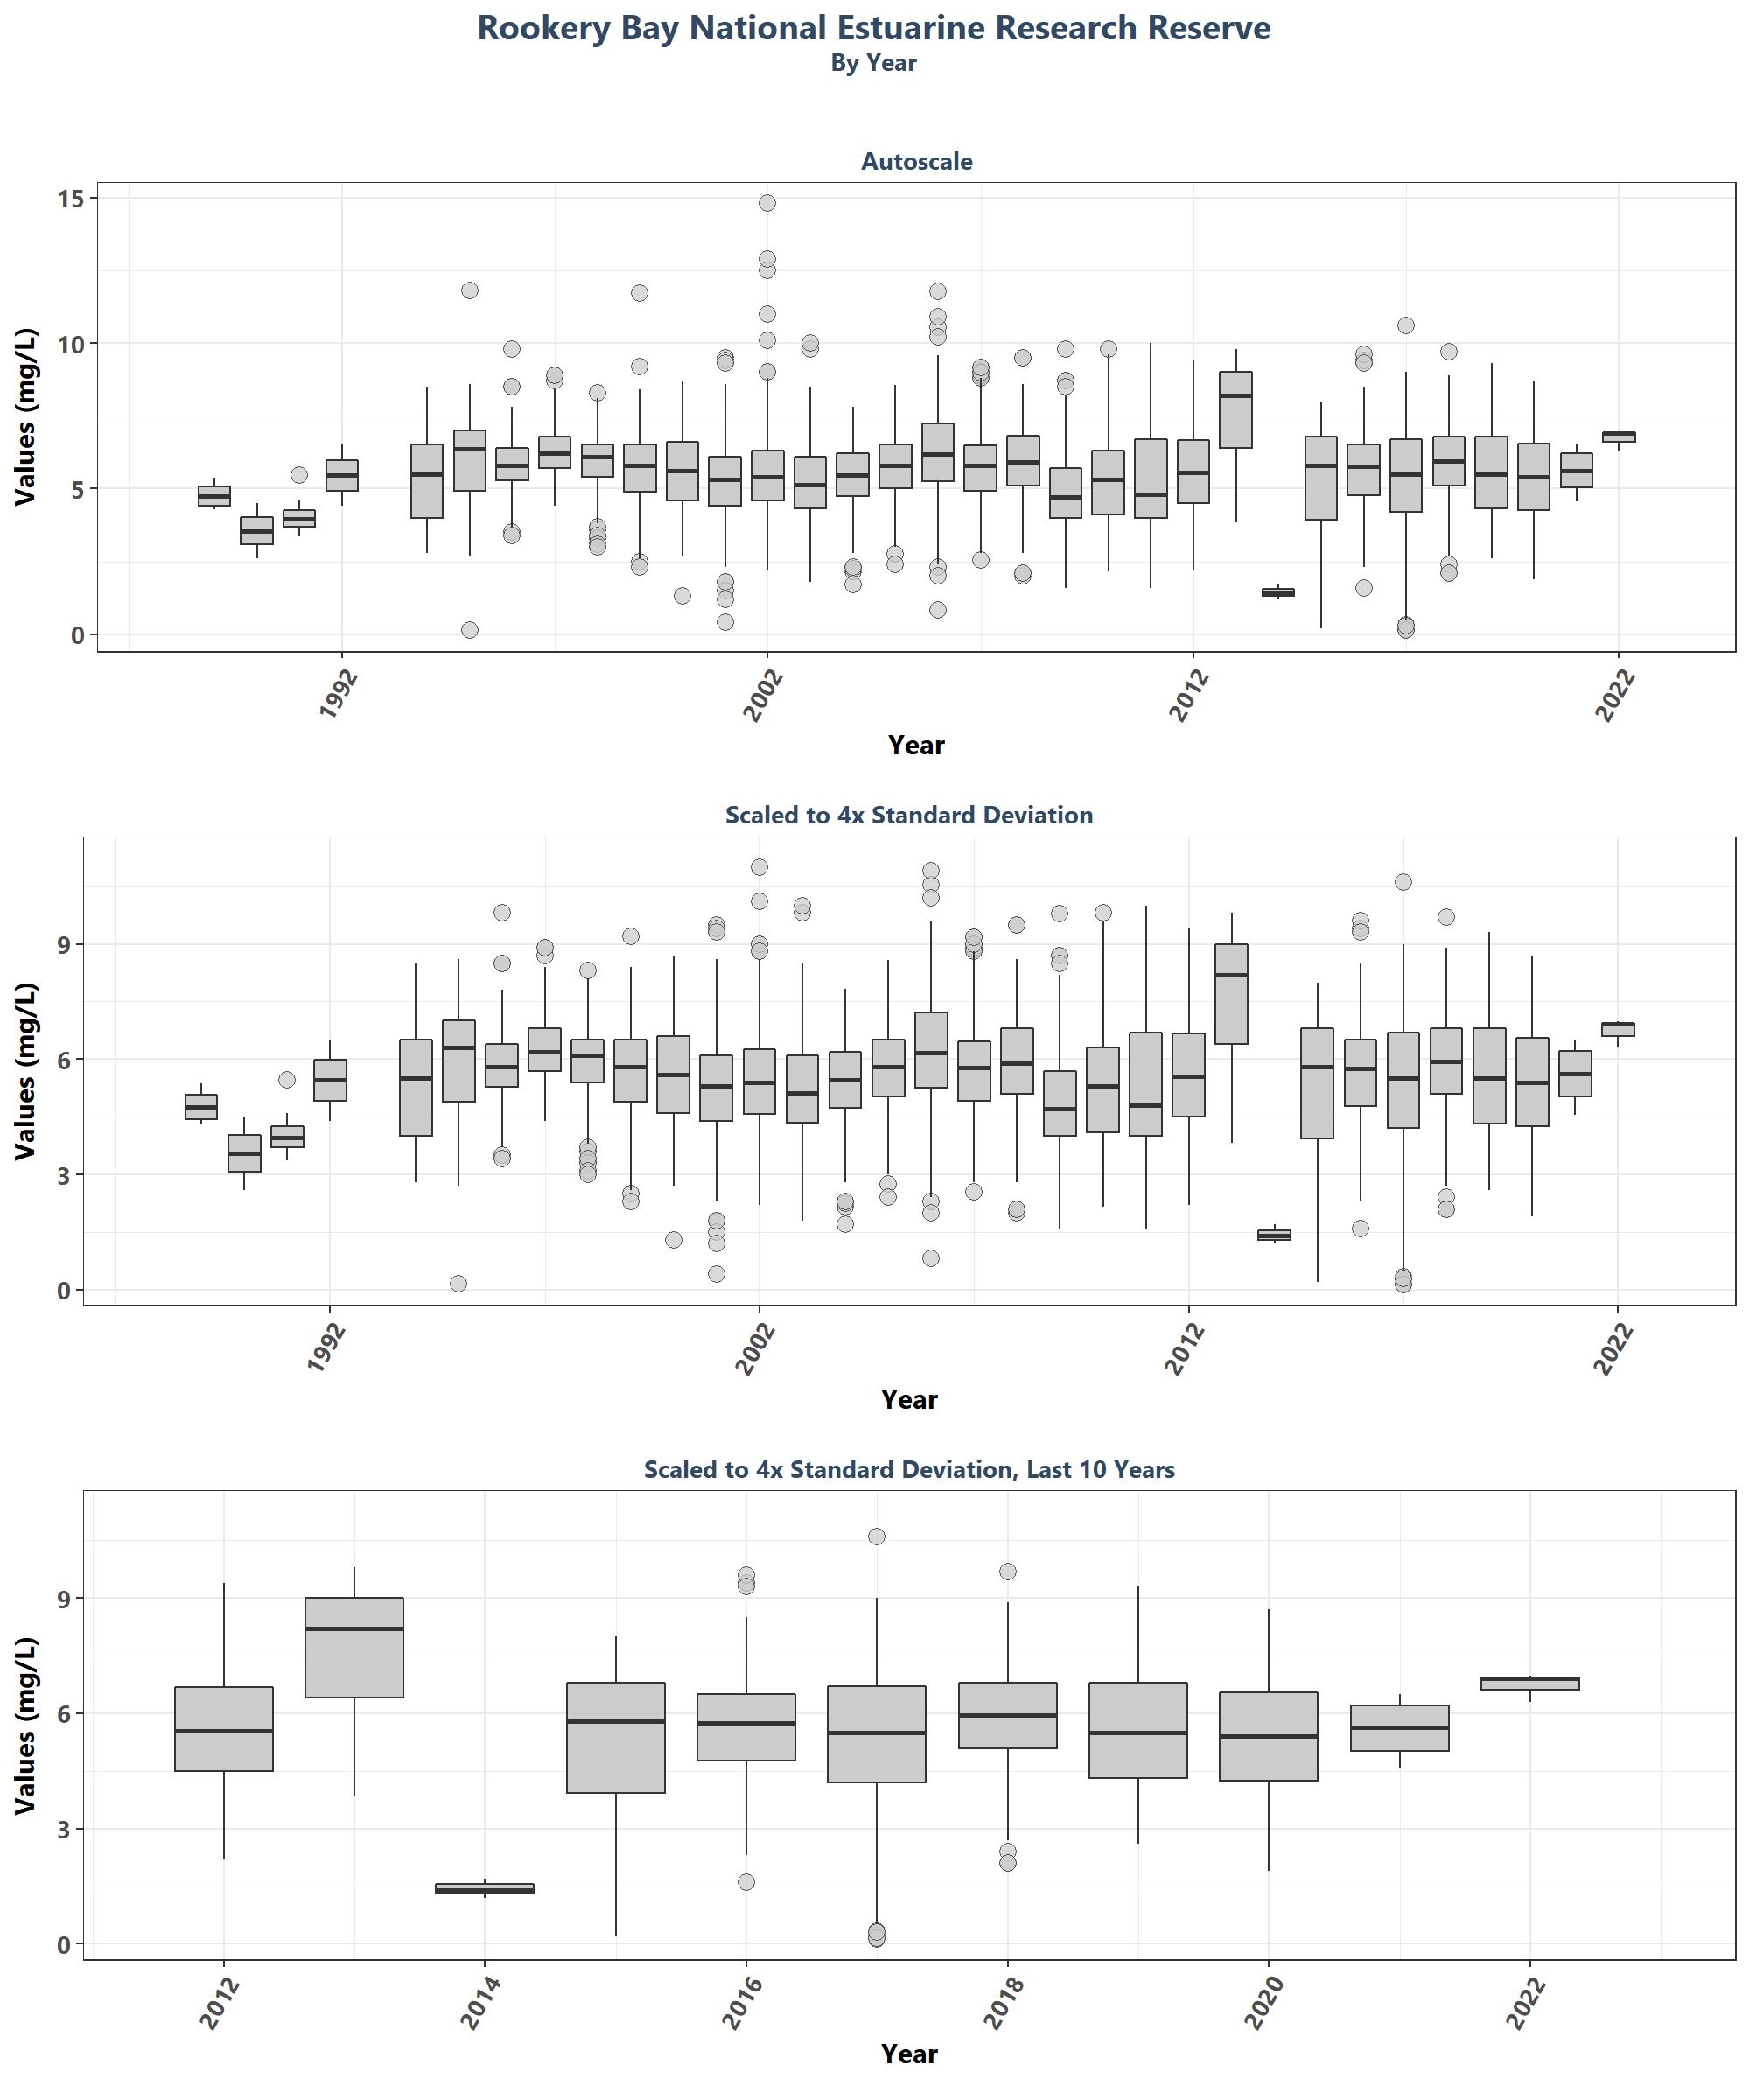 Rookery Bay National Estuarine Research Reserve
By Year
Autoscale
Values (mg/L)
15
10
5
0
1992
2002
2012
2022
Year
Scaled to 4x Standard Deviation
Values (mg/L)
9
6
3
0
1992
2002
2012
2022
Year
Scaled to 4x Standard Deviation, Last 10 Years
Values (mg/L)
9
6
3
0
2012
2014
2016
2018
2020
2022
Year